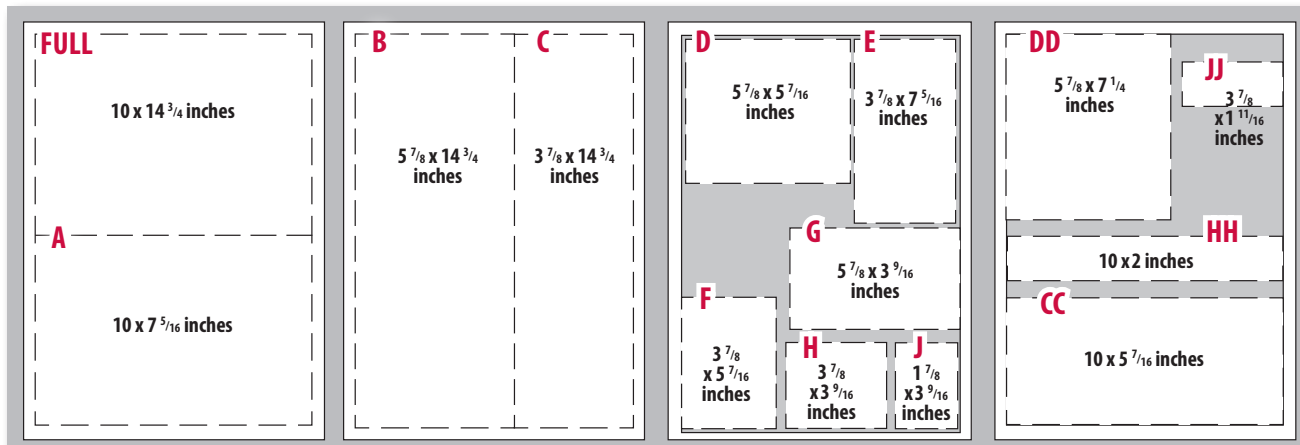 FULL
10 x 14 3/4 inches
A
10 x 7 5/16 inches
B
5 7/8 x 14 3/4
inches
C
3 7/8 x 14 3/4
inches
D
5 7/8 x 5 7/16
inches
E
3 7/8 x 7 5/16
inches
G
5 7/8 x 3 9/16
inches
F
3 7/8
x 5 7/16
inches
H
3 7/8
x 3 9/16
inches
J
1 7/8
x 3 9/16
inches
DD
5 7/8 x 7 1/4
inches
JJ
3 7/8
x 1 11/16
inches
HH
10 x 2 inches
CC
10 x 5 7/16 inches